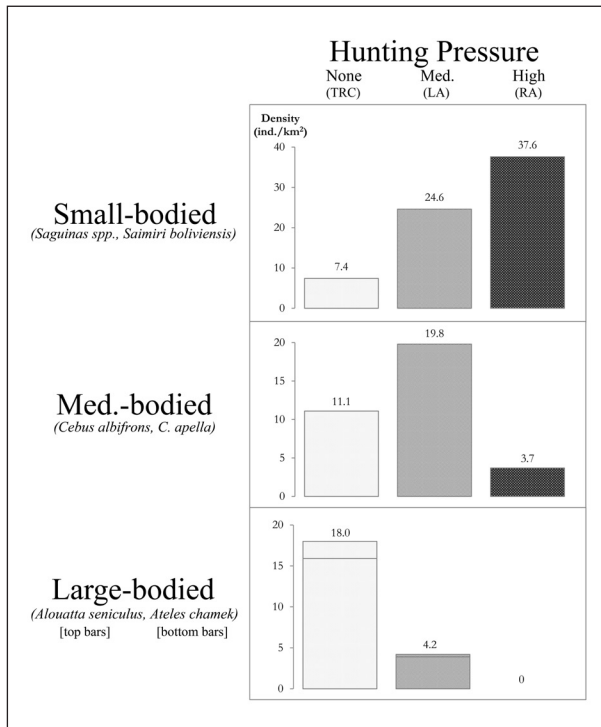 Hunting Pressure
None Med. High
(TRC) (LA) (RA)
Density
(ind./km²)
40
30
20
10
0
7.4
24.6
37.6
Small-bodied
(Saguinas spp., Saimiri boliviensis)
20
15
10
5
0
11.1
19.8
3.7
Med.-bodied
(Cebus albifrons, C. apella)
20
15
10
5
0
18.0
4.2
0
Large-bodied
(Alouatta seniculus, Ateles chamek)
[top bars] [bottom bars]